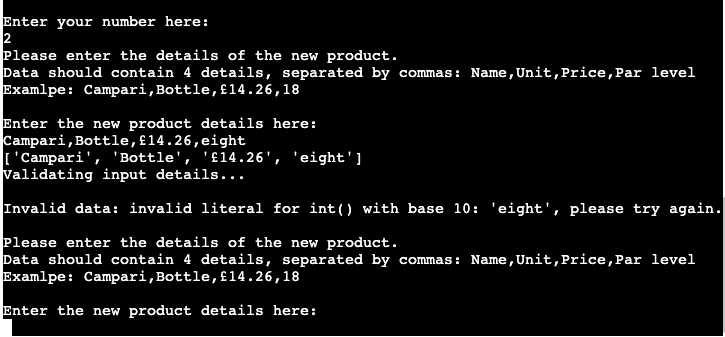 Enter your number here:
2
Please enter the details of the new product.
Data should contain 4 details, separated by commas: Name,Unit,Price,Par level
Examlpe: Campari,Bottle,£14.26,18
Enter the new product details here:
Campari,Bottle,£14.26,eight
['Campari', 'Bottle', '£14.26', 'eight']
Validating input details...
Invalid data: invalid literal for int() with base 10: 'eight', please try again.
Please enter the details of the new product.
Data should contain 4 details, separated by commas: Name,Unit,Price,Par level
Examlpe: Campari,Bottle,£14.26,18
Enter the new product details here: